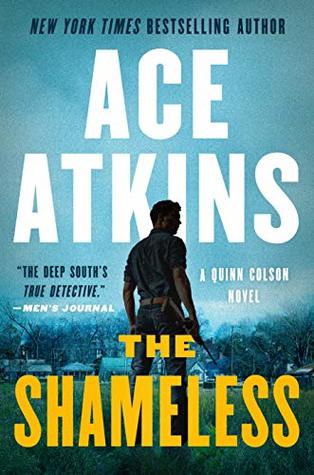 NEW YORK TIMES BESTSELLING AUTHOR
ACE
ATKINS
"THE DEEP SOUTH'S
TRUE DETECTIVE."
—MEN'S JOURNAL
A QUINN COLSON
NOVEL
THE
SHAMELESS